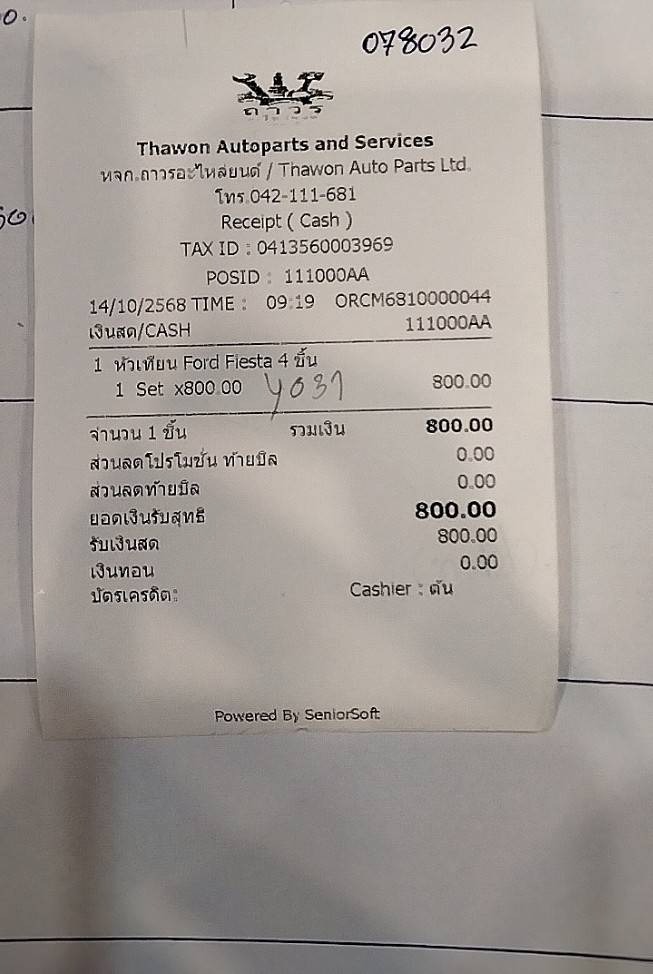 078032
ถาวร
Thawon Autoparts and Services
หจก.ถาวรอะไหล่ยนต์ / Thawon Auto Parts Ltd.
โทร.042-111-681
Receipt ( Cash )
TAX ID : 0413560003969
POSID : 111000AA
14/10/2568 TIME : 09:19 ORCM6810000044
เงินสด/CASH 111000AA
1 หัวเทียน Ford Fiesta 4 ขึ้น
1 Set x800.00 4031 800.00
จำนวน 1 ชิ้น รวมเงิน 800.00
ส่วนลดโปรโมชั่น ท้ายบิล 0.00
ส่วนลดท้ายบิล 0.00
ยอดเงินรับสุทธิ 800.00
รับเงินสด 800.00
เงินทอน 0.00
บัตรเครดิต: Cashier : ต้น
Powered By SeniorSoft